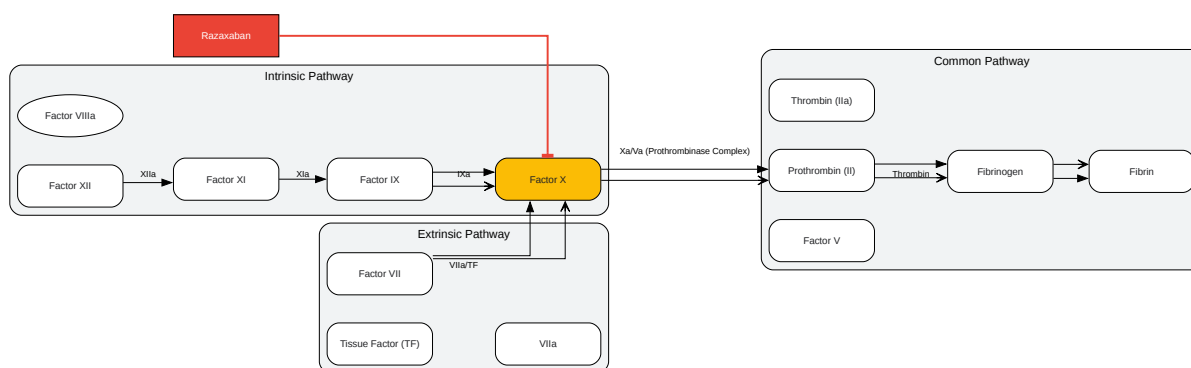 Razaxaban
Intrinsic Pathway
Factor VIIIa
Factor XII
XIIa
Factor XI
XIa
Factor IX
IXa
Factor X
Xa/Va (Prothrombinase Complex)
Common Pathway
Thrombin (IIa)
Prothrombin (II)
Thrombin
Fibrinogen
Fibrin
Factor V
Extrinsic Pathway
Factor VII
VIIa/TF
Tissue Factor (TF)
VIIa